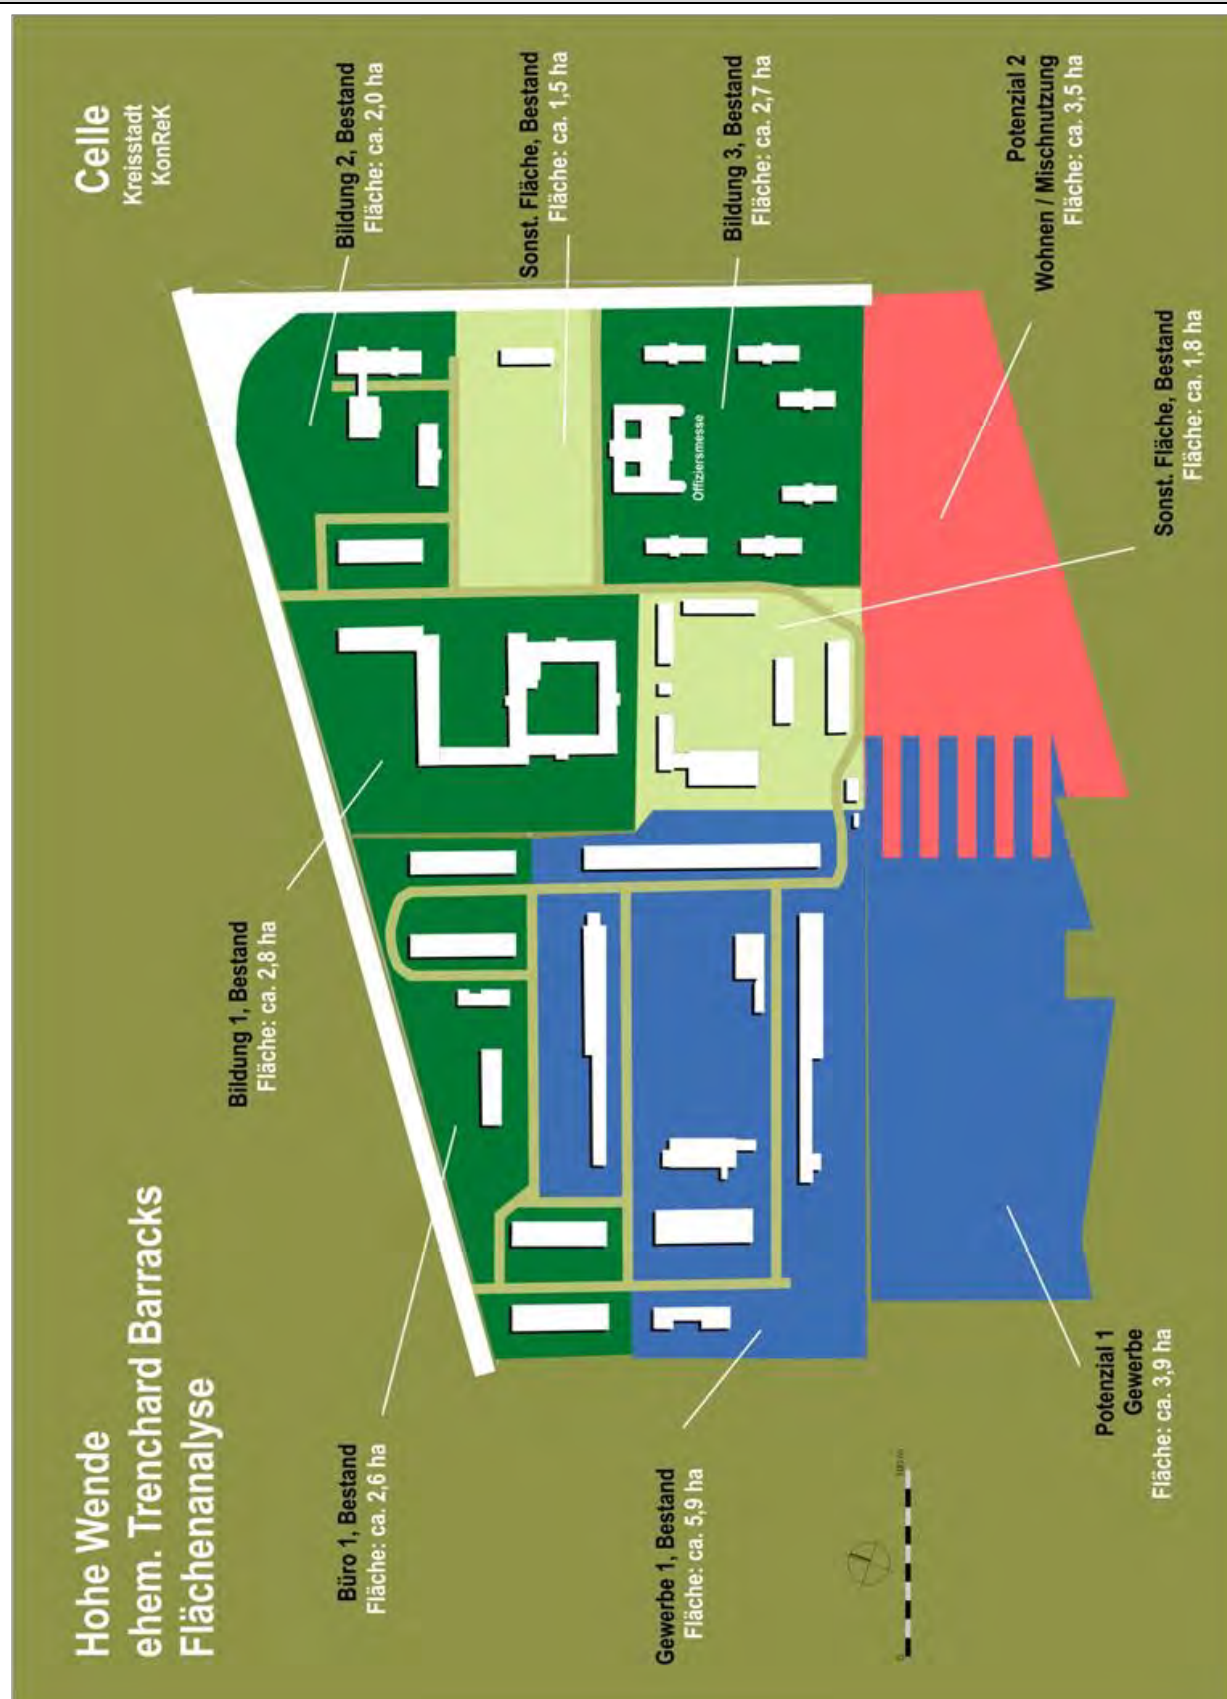 Hohe Wende
ehem. Trenchard Barracks
Flächenanalyse
Celle
Kreisstadt
KonReK
Bildung 2, Bestand
Fläche: ca. 2,0 ha
Bildung 1, Bestand
Fläche: ca. 2,8 ha
Büro 1, Bestand
Fläche: ca. 2,6 ha
Sonst. Fläche, Bestand
Fläche: ca. 1,5 ha
Bildung 3, Bestand
Fläche: ca. 2,7 ha
Offiziersmesse
Gewerbe 1, Bestand
Fläche: ca. 5,9 ha
Potenzial 2
Wohnen / Mischnutzung
Fläche: ca. 3,5 ha
Sonst. Fläche, Bestand
Fläche: ca. 1,8 ha
Potenzial 1
Gewerbe
Fläche: ca. 3,9 ha
0